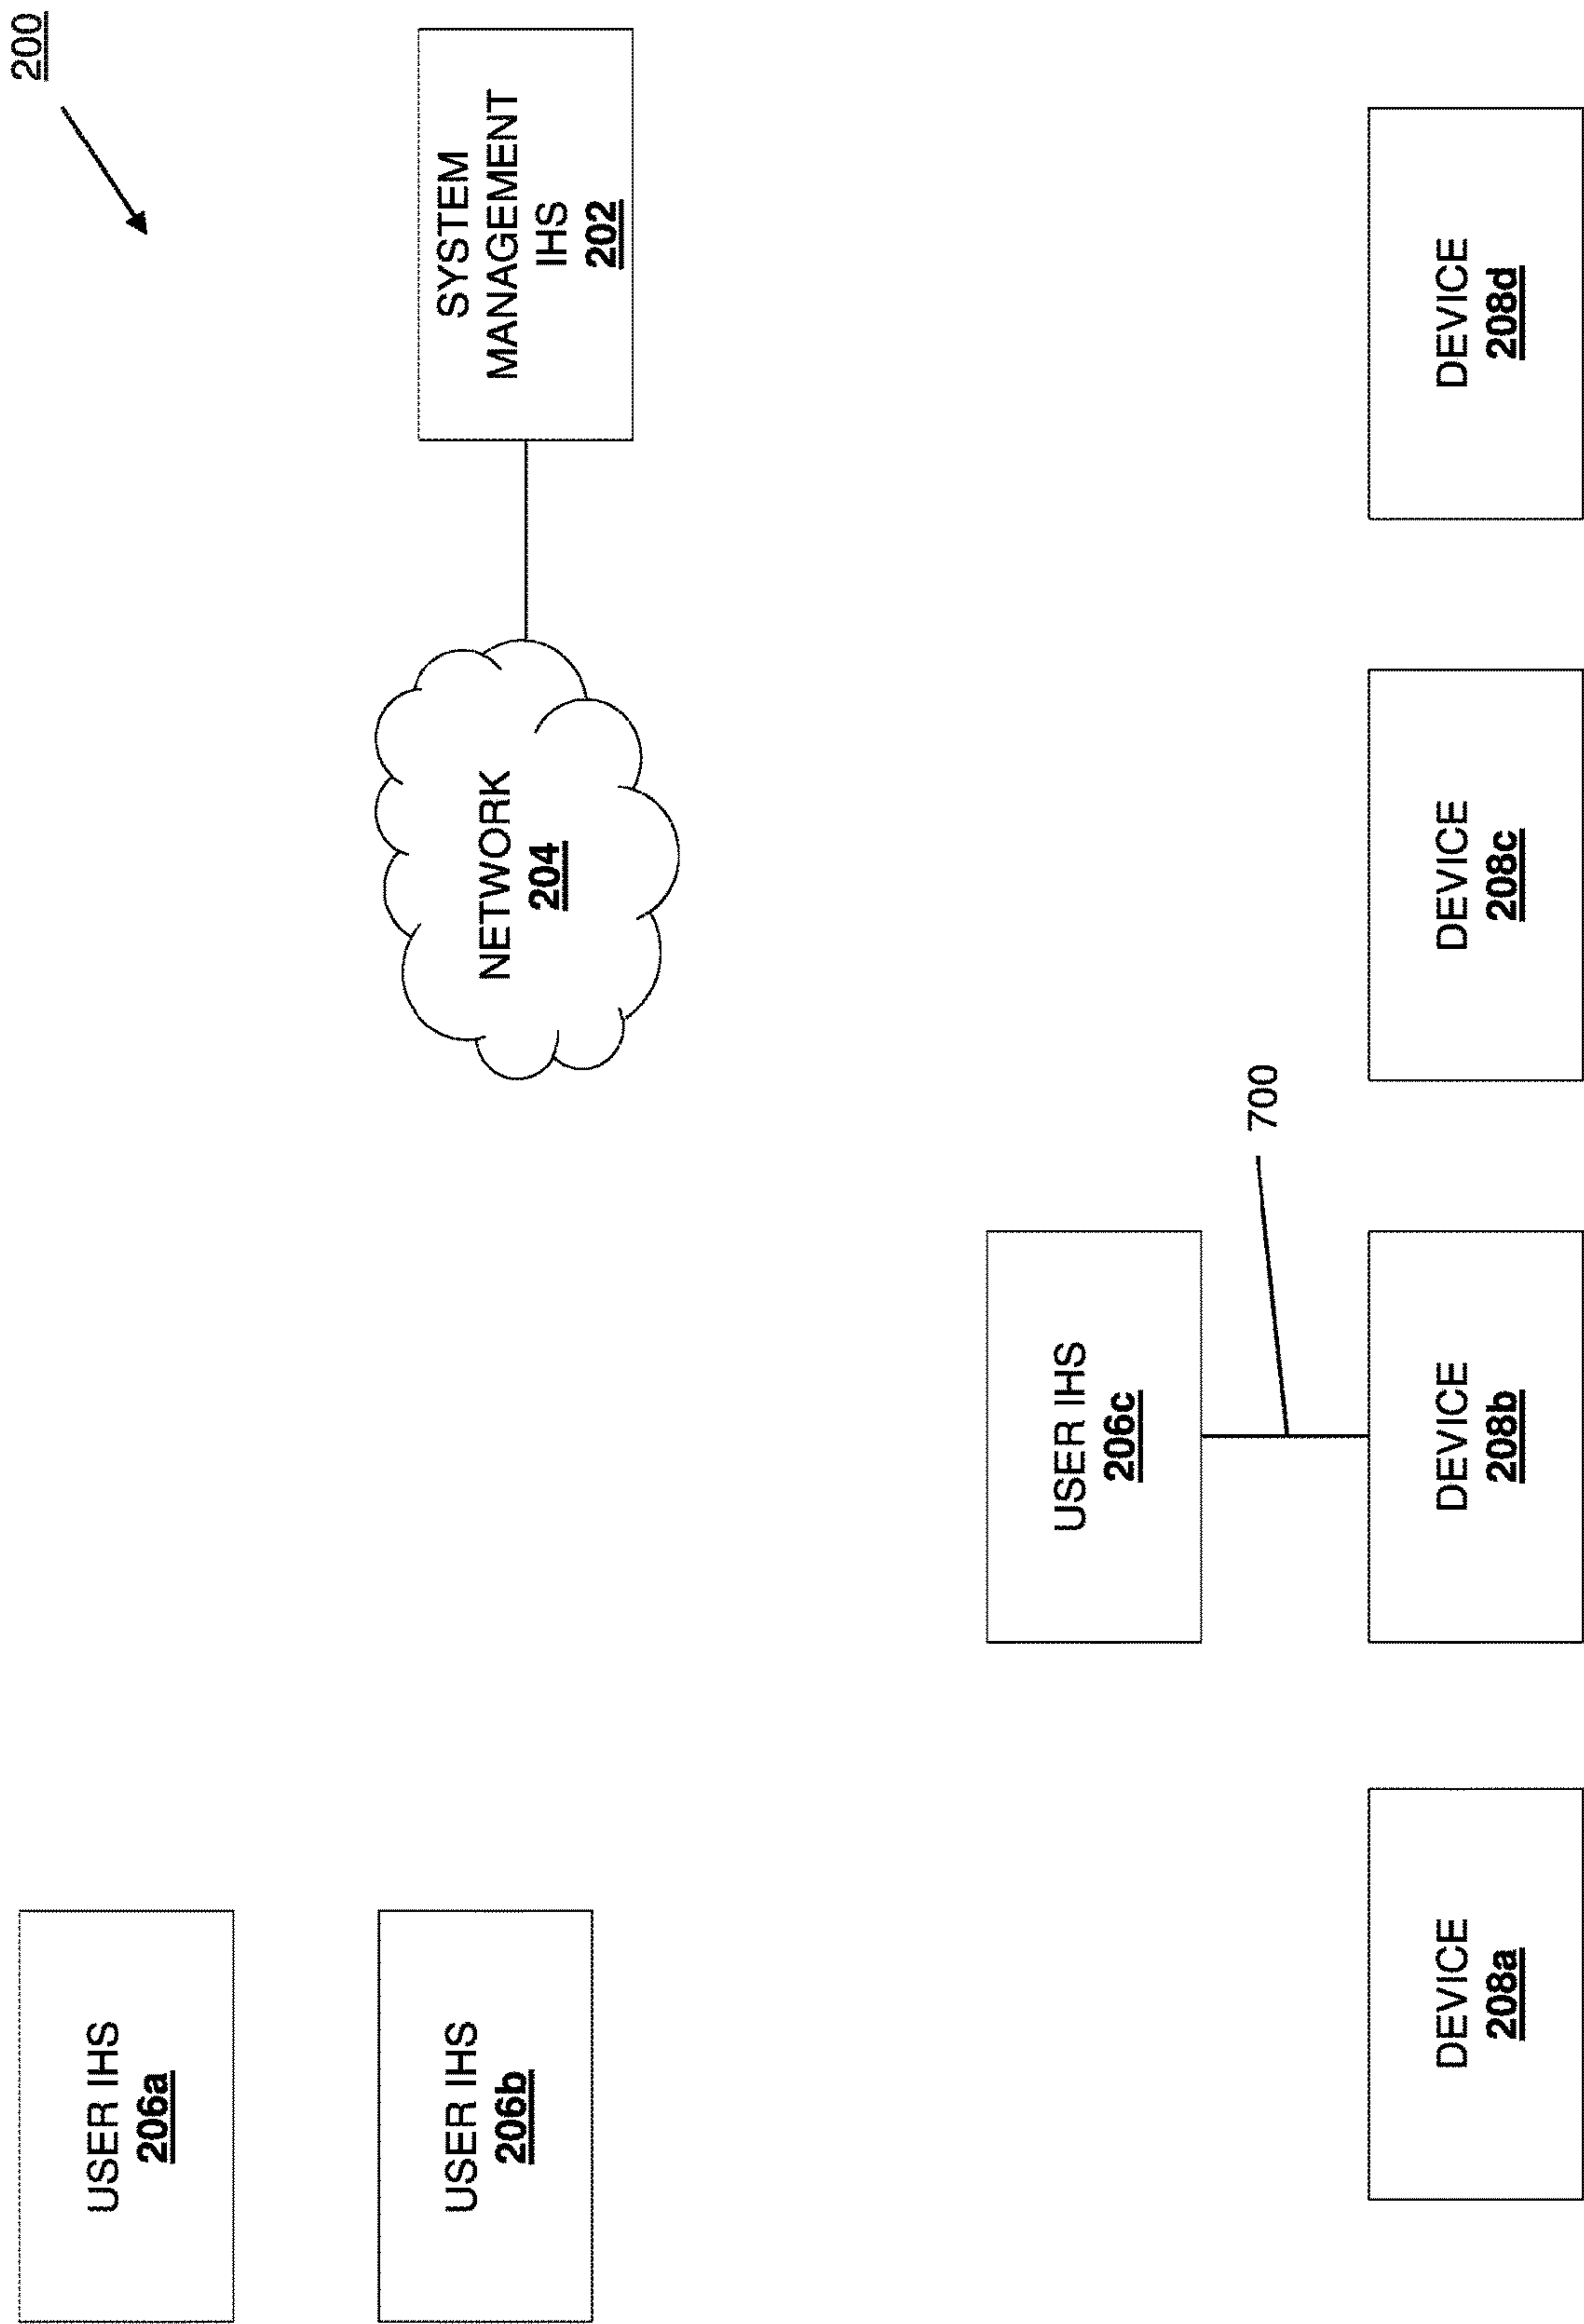 200
USER IHS
206a
USER IHS
206b
NETWORK
204
SYSTEM
MANAGEMENT
IHS
202
USER IHS
206c
700
DEVICE
208a
DEVICE
208b
DEVICE
208c
DEVICE
208d